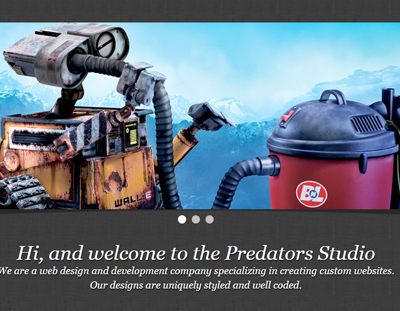 WALL·E
BnL
Hi, and welcome to the Predators Studio
We are a web design and development company specializing in creating custom websites.
Our designs are uniquely styled and well coded.